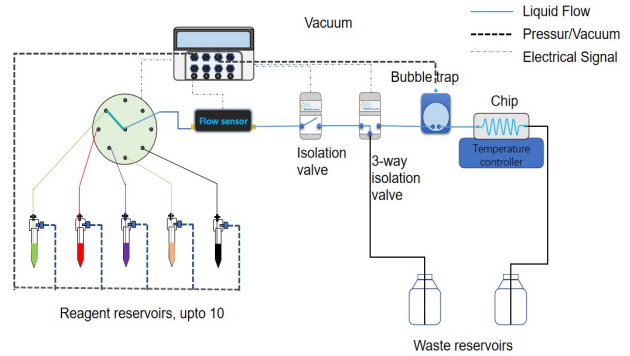 Vacuum
Liquid Flow
Pressur/Vacuum
Electrical Signal
Bubble trap
Chip
Flow sensor
Isolation
valve
3-way
isolation
valve
Temperature
controller
Reagent reservoirs, upto 10
Waste reservoirs